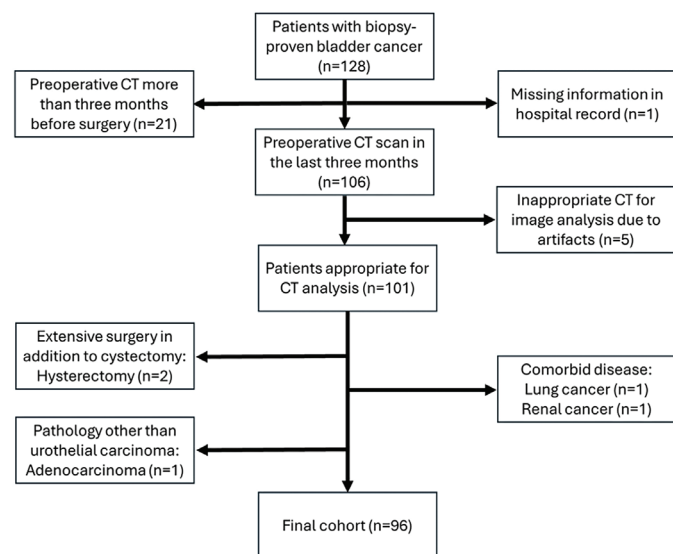 Patients with biopsy-
proven bladder cancer
(n=128)
Preoperative CT more
than three months
before surgery (n=21)
Missing information in
hospital record (n=1)
Preoperative CT scan in
the last three months
(n=106)
Inappropriate CT for
image analysis due to
artifacts (n=5)
Patients appropriate for
CT analysis (n=101)
Extensive surgery in
addition to cystectomy:
Hysterectomy (n=2)
Comorbid disease:
Lung cancer (n=1)
Renal cancer (n=1)
Pathology other than
urothelial carcinoma:
Adenocarcinoma (n=1)
Final cohort (n=96)